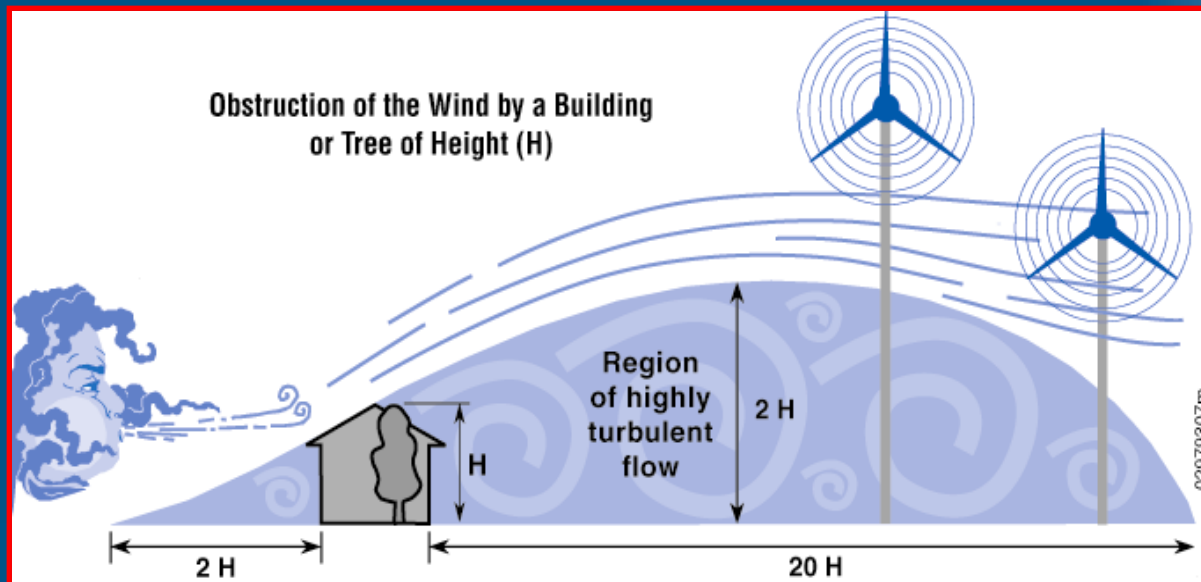 Obstruction of the Wind by a Building
or Tree of Height (H)
Region
of highly
turbulent
flow
2 H
H
2 H
20 H